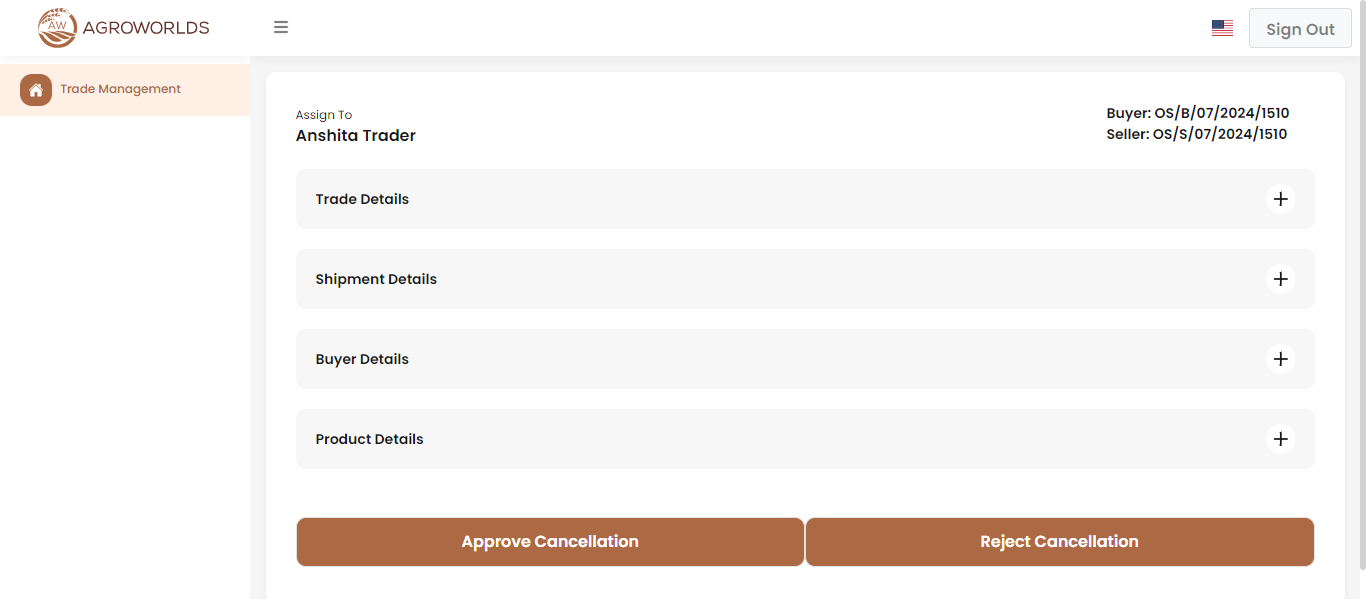 AW AGROWORLDS
Sign Out
Trade Management
Assign To
Anshita Trader
Buyer: OS/B/07/2024/1510
Seller: OS/S/07/2024/1510
Trade Details
Shipment Details
Buyer Details
Product Details
Approve Cancellation
Reject Cancellation